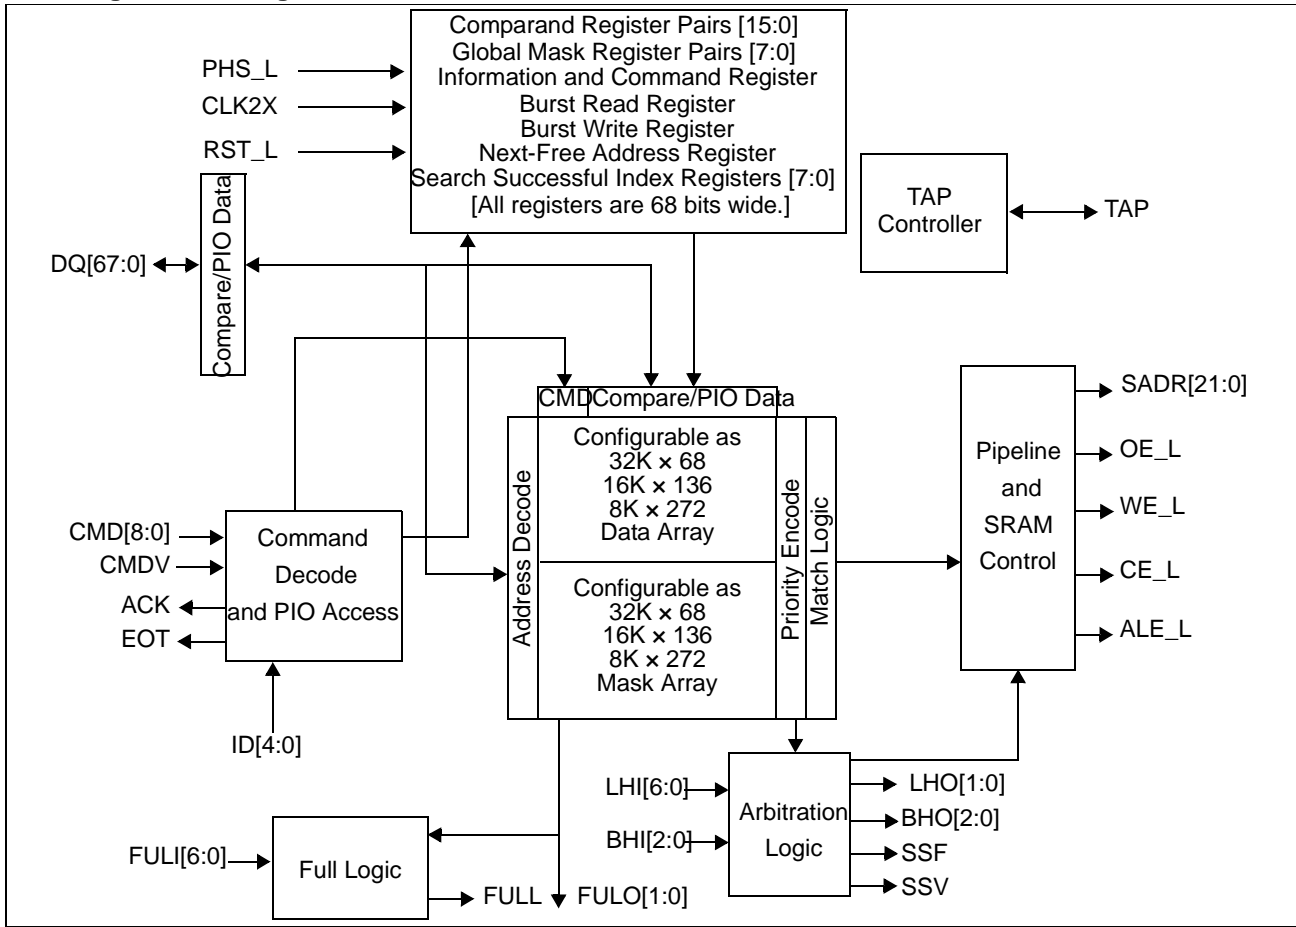 Comparand Register Pairs [15:0]
Global Mask Register Pairs [7:0]
Information and Command Register
Burst Read Register
Burst Write Register
Next-Free Address Register
Search Successful Index Registers [7:0]
[All registers are 68 bits wide.]
PHS_L
CLK2X
RST_L
TAP
Controller
TAP
DQ[67:0]
Compare/PIO Data
CMD
Compare/PIO Data
Address Decode
Configurable as
32K × 68
16K × 136
8K × 272
Data Array
Configurable as
32K × 68
16K × 136
8K × 272
Mask Array
Priority Encode
Match Logic
Pipeline
and
SRAM
Control
SADR[21:0]
OE_L
WE_L
CE_L
ALE_L
CMD[8:0]
CMDV
ACK
EOT
Command
Decode
and PIO Access
ID[4:0]
LHI[6:0]
BHI[2:0]
Arbitration
Logic
LHO[1:0]
BHO[2:0]
SSF
SSV
FULI[6:0]
Full Logic
FULL
FULO[1:0]